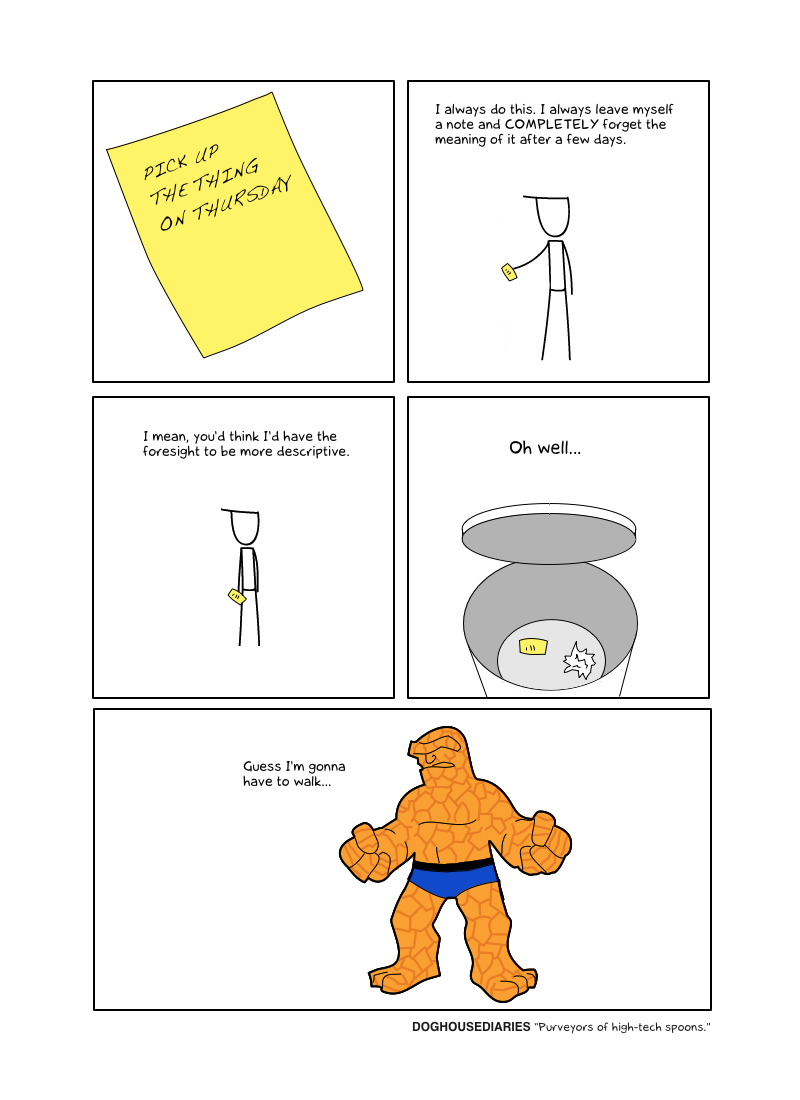 PICK UP
THE THING
ON THURSDAY
I always do this. I always leave myself
a note and COMPLETELY forget the
meaning of it after a few days.
I mean, you'd think I'd have the
foresight to be more descriptive.
Oh well...
Guess I'm gonna
have to walk...
DOGHOUSEDIARIES "Purveyors of high-tech spoons."